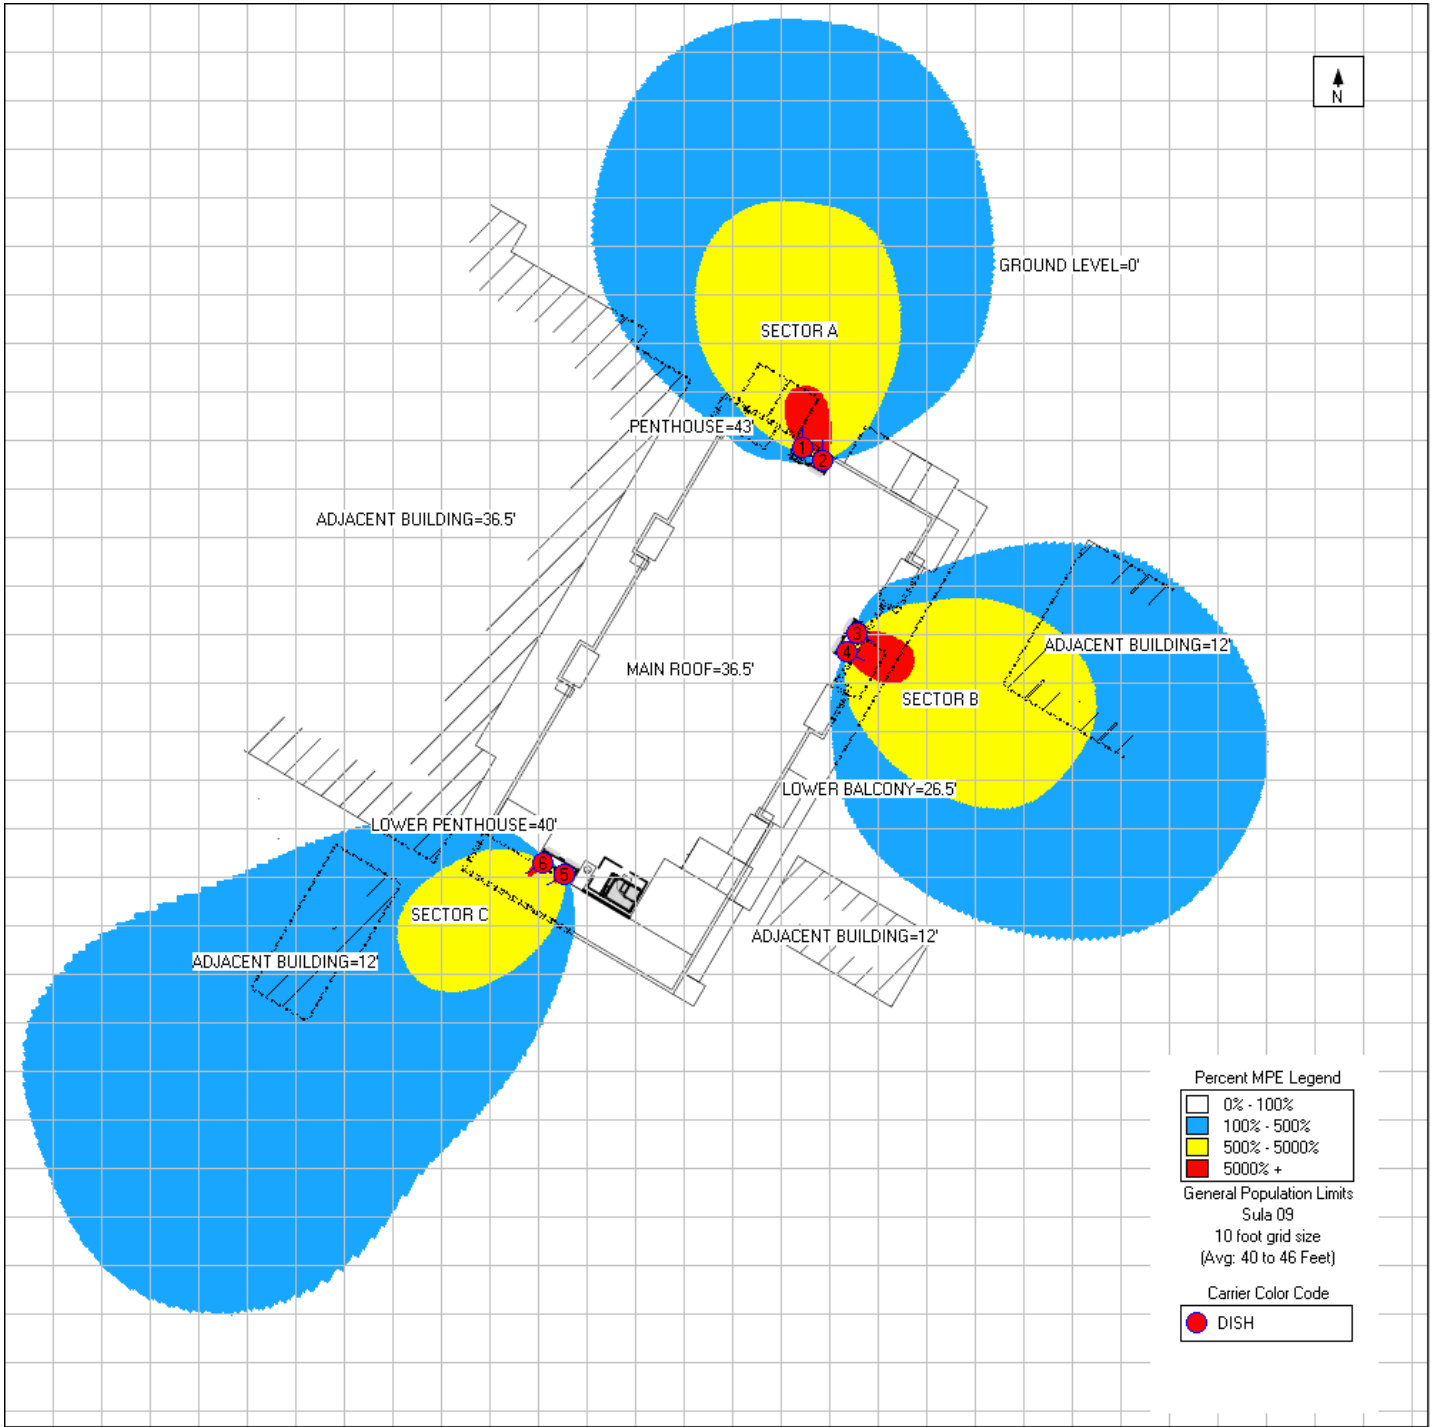 N
GROUND LEVEL=0'
SECTOR A
PENTHOUSE=43'
1
2
ADJACENT BUILDING=36.5'
3
4
ADJACENT BUILDING=12'
MAIN ROOF=36.5'
SECTOR B
LOWER BALCONY=26.5'
LOWER PENTHOUSE=40'
6
5
SECTOR C
ADJACENT BUILDING=12'
ADJACENT BUILDING=12'
Percent MPE Legend
0% - 100%
100% - 500%
500% - 5000%
5000% +
General Population Limits
Sula 09
10 foot grid size
(Avg: 40 to 46 Feet)
Carrier Color Code
DISH